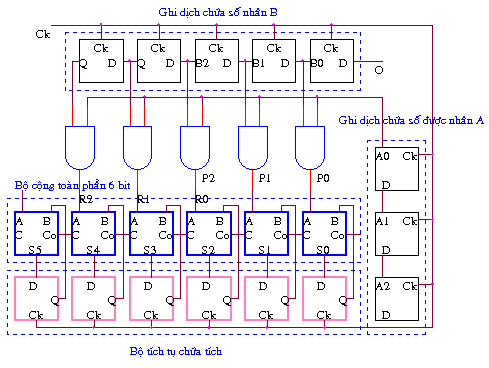 Ghi dịch chứa số nhân B
Ck
Ck Ck Ck Ck Ck
Q D Q D B2 D B1 D B0 D O
Ghi dịch chứa số được nhân A
A0 Ck
D
P2 P1 P0
Bộ cộng toàn phần 6 bit
R2 R1 R0
A B A B A B A B A B A B
C Co C Co C Co C Co C Co C Co
S5 S4 S3 S2 S1 S0
A1 Ck
D
D D D D D D
Q Q Q Q Q Q
Ck Ck Ck Ck Ck Ck
A2 Ck
D
Bộ tích tụ chứa tích